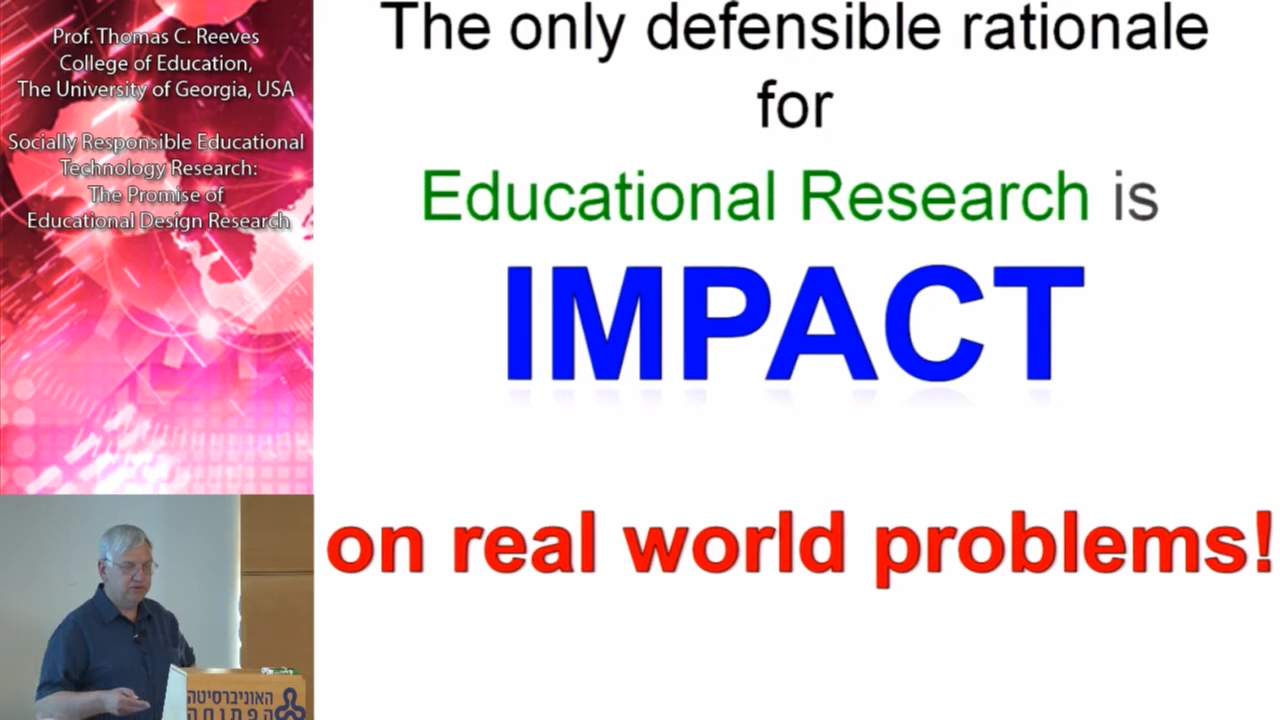 Prof. Thomas C. Reeves
College of Education,
The University of Georgia, USA
Socially Responsible Educational
Technology Research:
The Promise of
Educational Design Research
The only defensible rationale
for
Educational Research is
IMPACT
on real world problems!
האוניברסיטה
הפתוחה